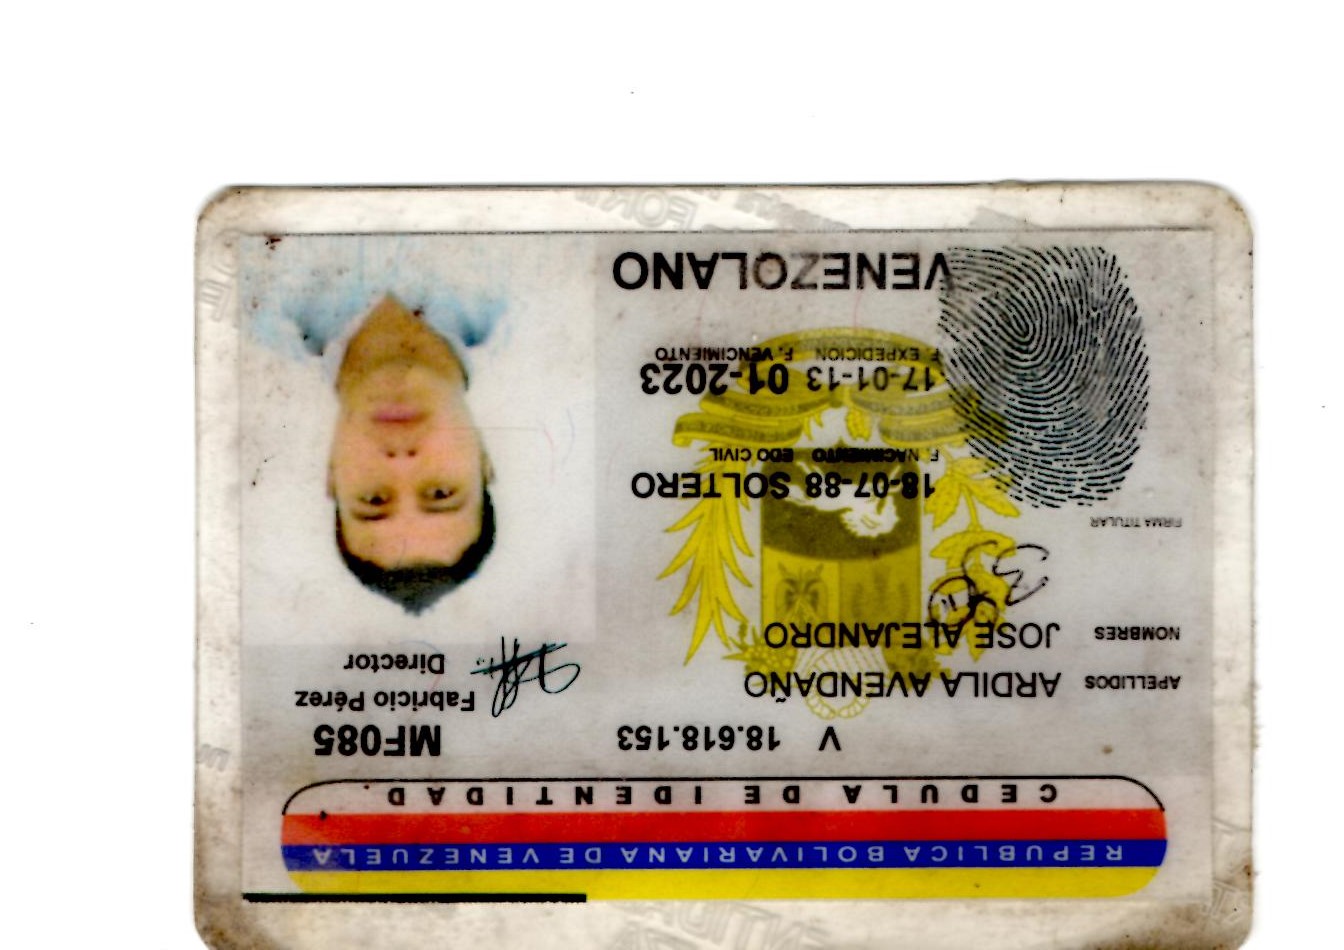 REPUBLICA BOLIVARIANA DE VENEZUELA
CEDULA DE IDENTIDAD.
V 18.618.153
MF085
Fabricio Pérez
Director
APELLIDOS ARDILA AVENDAÑO
NOMBRES JOSE ALEJANDRO
FIRMA TITULAR
18-07-88 SOLTERO
F. NACIMIENTO EDO CIVIL
17-01-13 01-2023
F. EXPEDICION F. VENCIMIENTO
VENEZOLANO